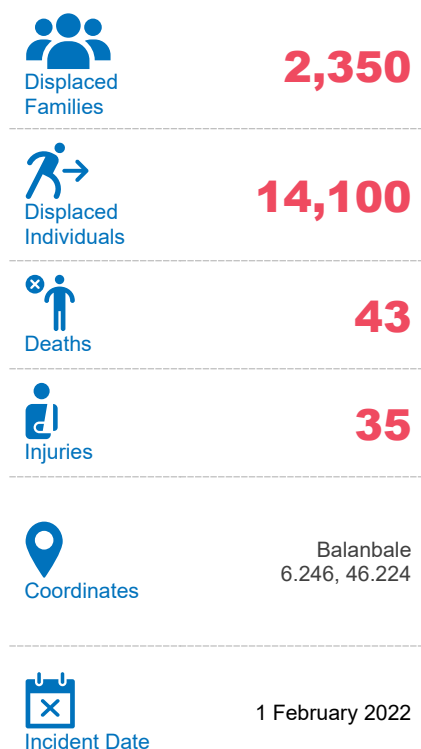 Displaced
Families
2,350
Displaced
Individuals
14,100
Deaths
43
Injuries
35
Coordinates
Balanbale
6.246, 46.224
Incident Date
1 February 2022